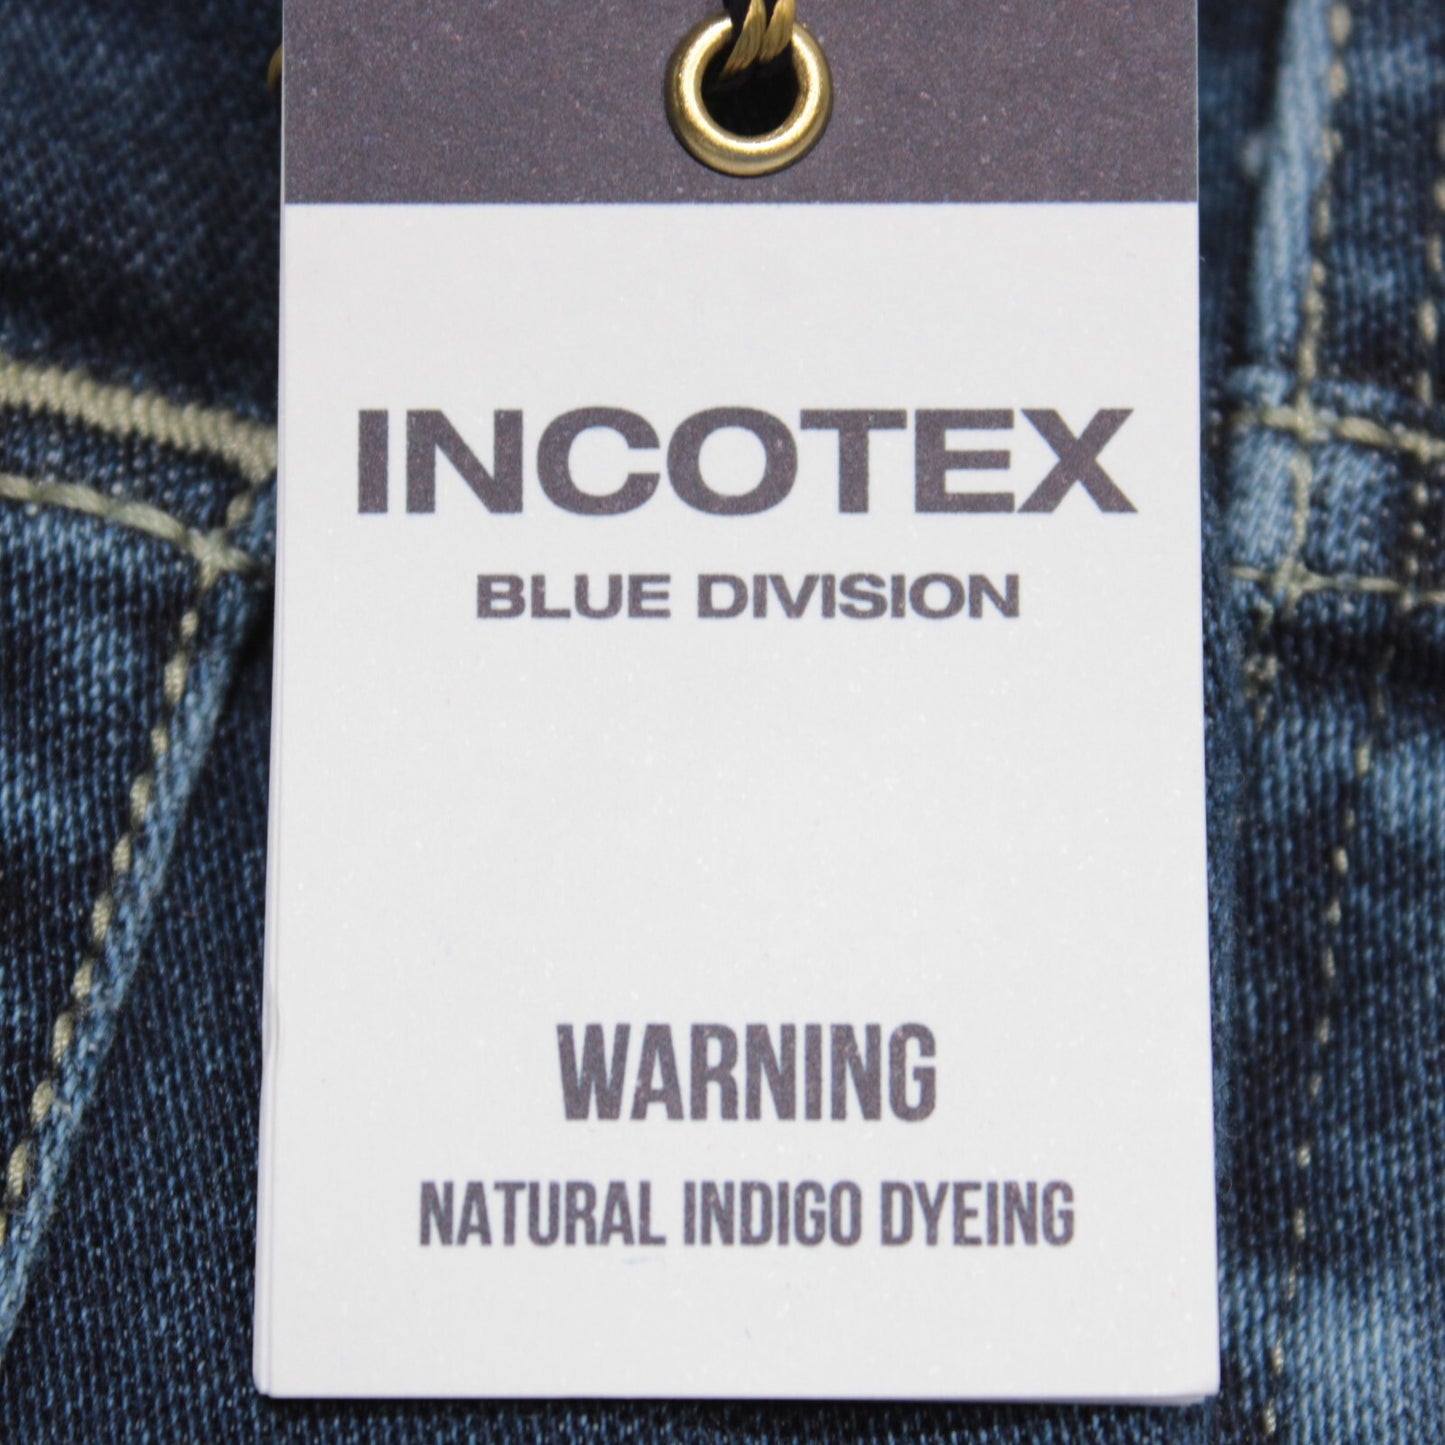 INCOTEX
BLUE DIVISION
WARNING
NATURAL INDIGO DYEING